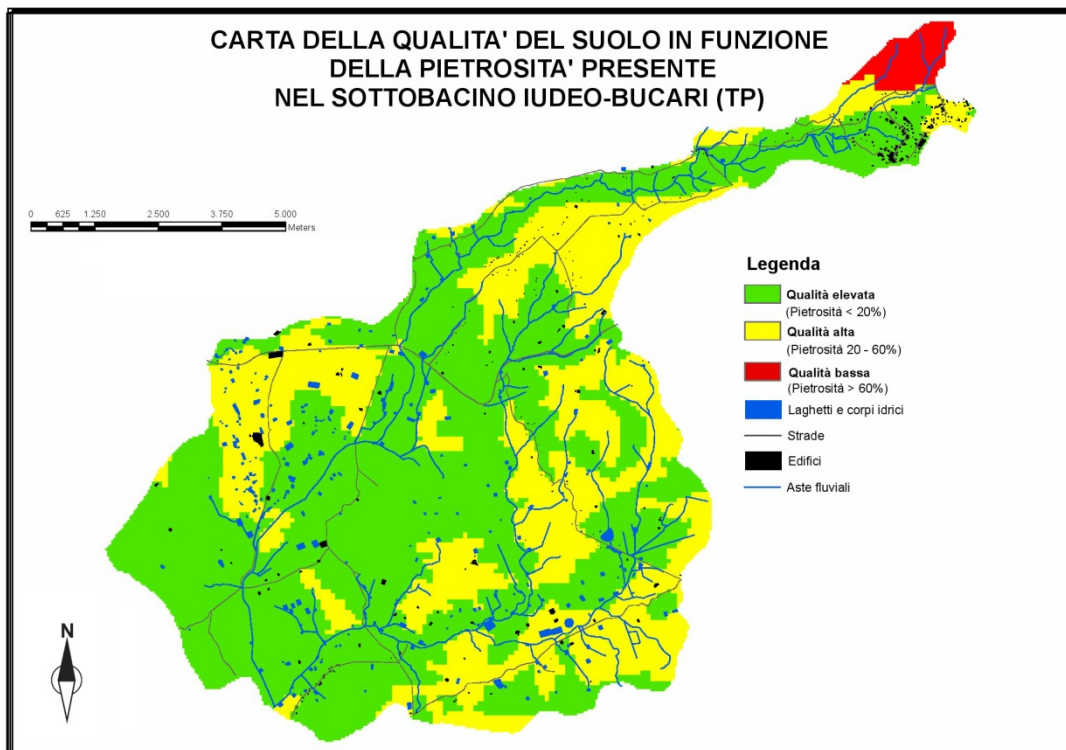 CARTA DELLA QUALITA' DEL SUOLO IN FUNZIONE
DELLA PIETROSITA' PRESENTE
NEL SOTTOBACINO IUDEO-BUCARI (TP)
0 625 1.250 2.500 3.750 5.000
Meters
Legenda
Qualità elevata
(Pietrosità < 20%)
Qualità alta
(Pietrosità 20 - 60%)
Qualità bassa
(Pietrosità > 60%)
Laghetti e corpi idrici
Strade
Edifici
Aste fluviali
N